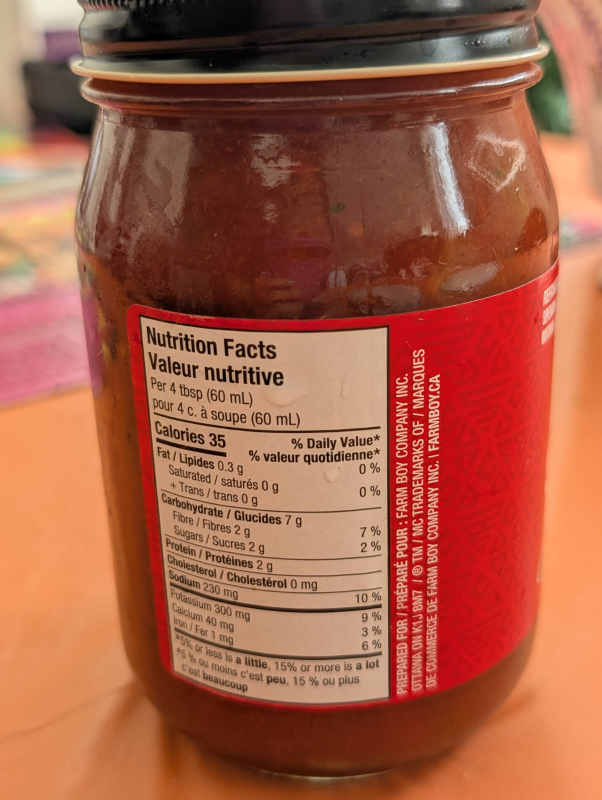 Nutrition Facts
Valeur nutritive
Per 4 tbsp (60 mL)
pour 4 c. à soupe (60 mL)
Calories 35
% Daily Value*
% valeur quotidienne*
Fat / Lipides 0.3 g 0 %
Saturated / saturés 0 g
+ Trans / trans 0 g 0 %
Carbohydrate / Glucides 7 g
Fibre / Fibres 2 g 7 %
Sugars / Sucres 2 g 2 %
Protein / Protéines 2 g
Cholesterol / Cholestérol 0 mg
Sodium 230 mg 10 %
Potassium 300 mg 9 %
Calcium 40 mg 3 %
Iron / Fer 1 mg 6 %
*5% or less is a little, 15% or more is a lot
*5 % ou moins c'est peu, 15 % ou plus
c'est beaucoup
PREPARED FOR / PRÉPARÉ POUR : FARM BOY COMPANY INC.
OTTAWA ON K1J 8M7 / ® TM / MC TRADEMARKS OF / MARQUES
DE COMMERCE DE FARM BOY COMPANY INC. | FARMBOY.CA